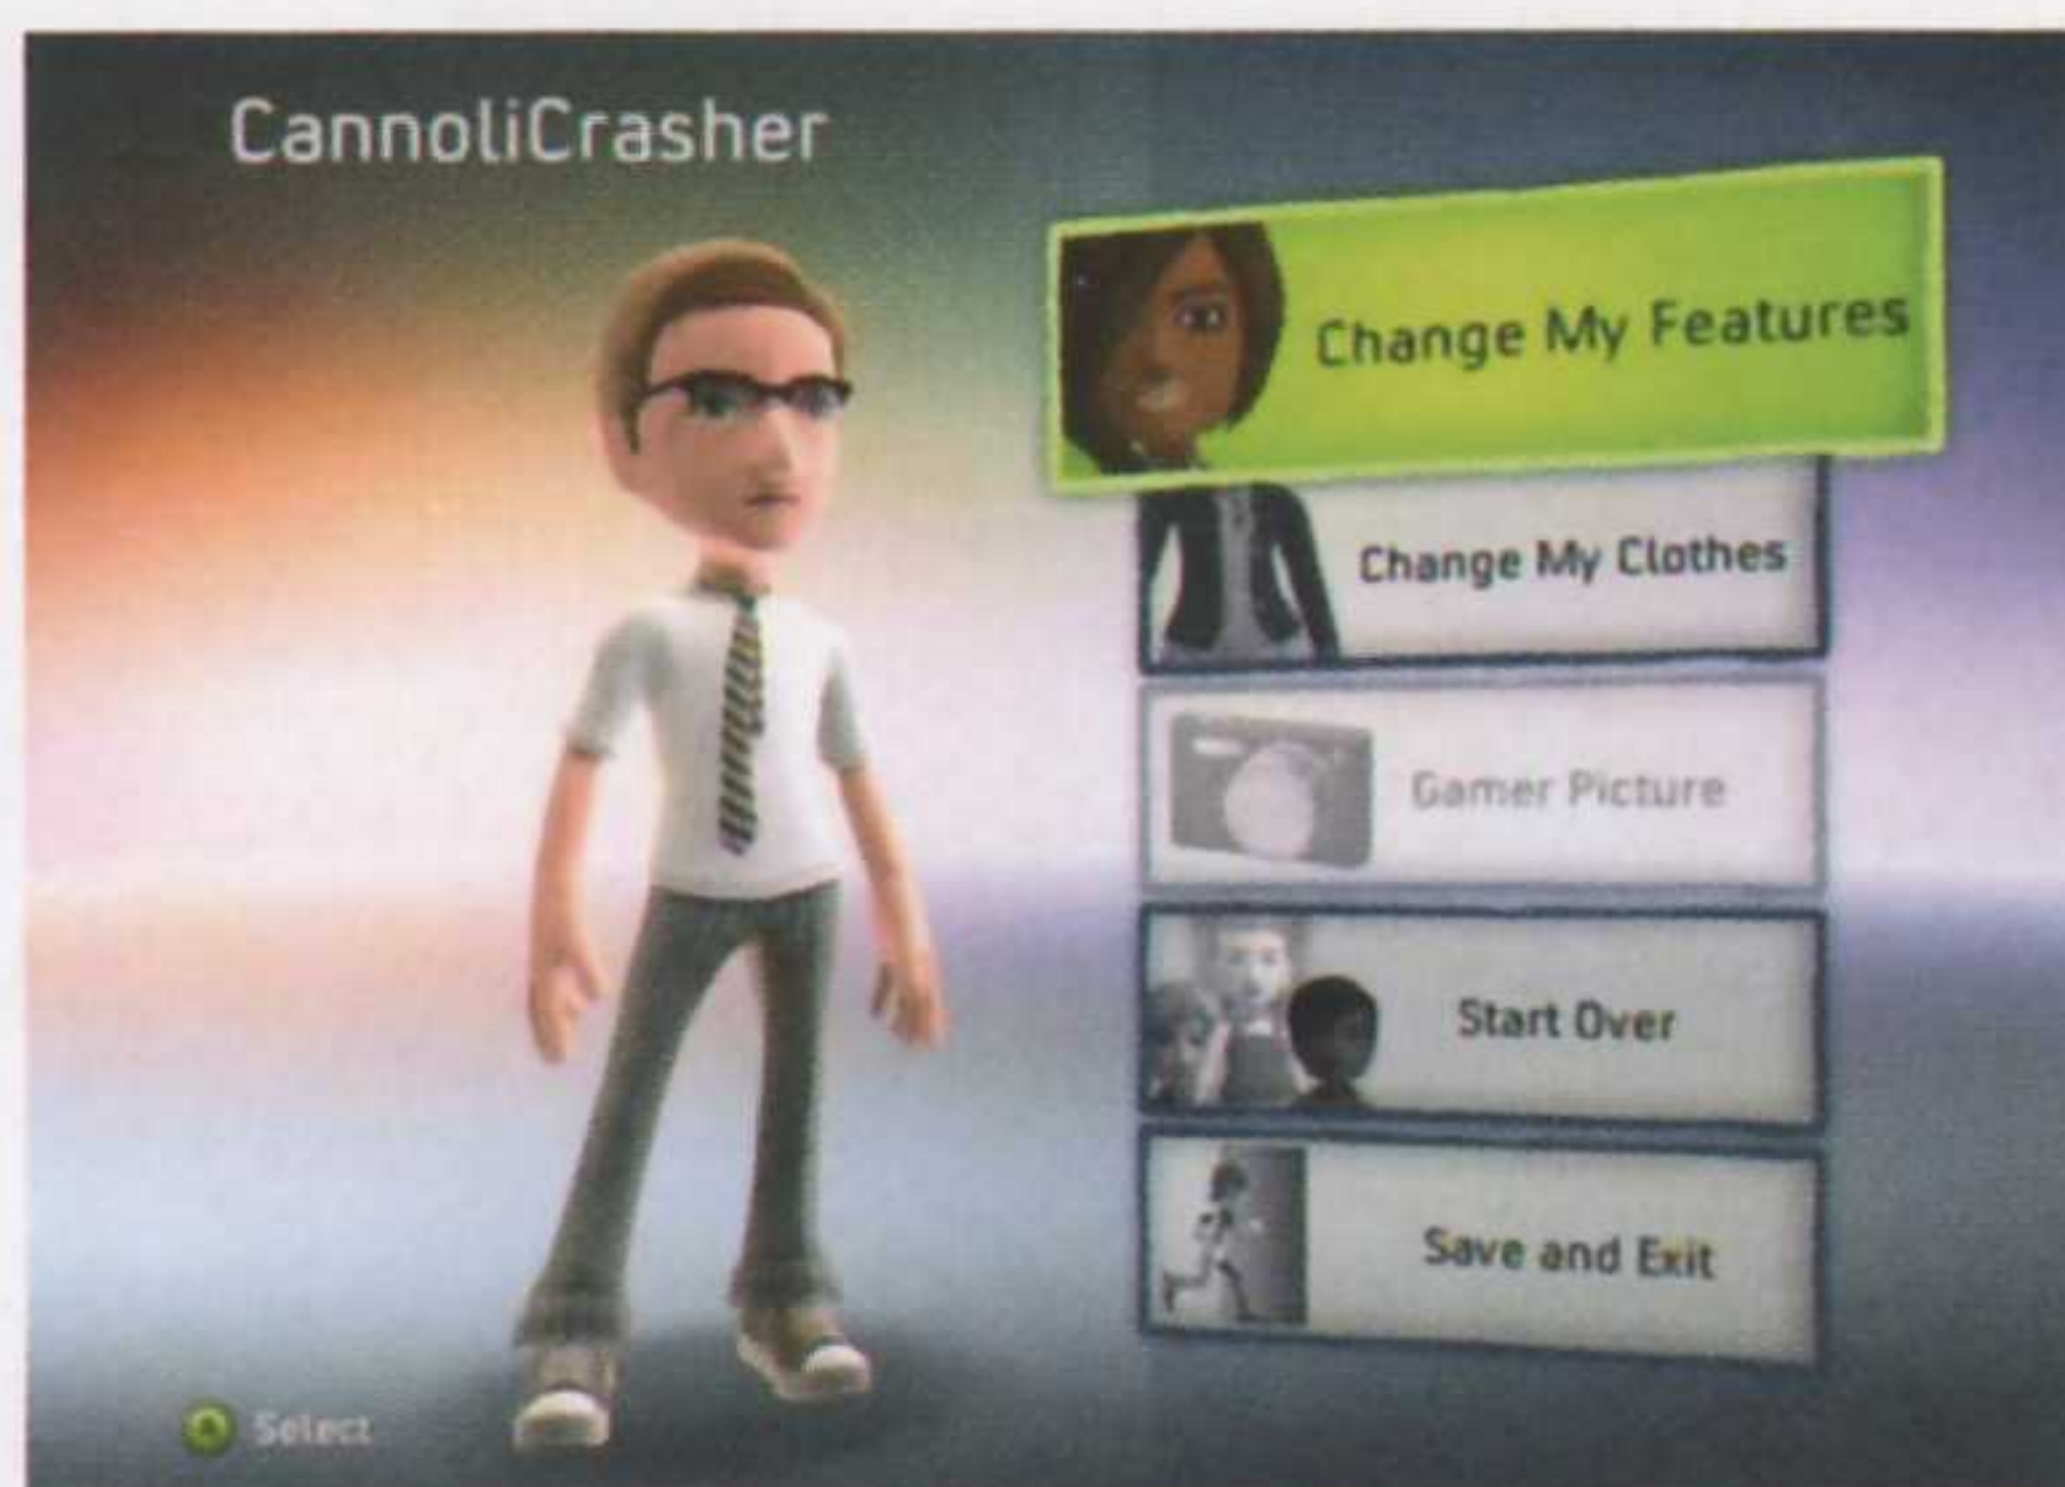 CannoliCrasher
Change My Features
Change My Clothes
Gamer Picture
Start Over
Save and Exit
Select